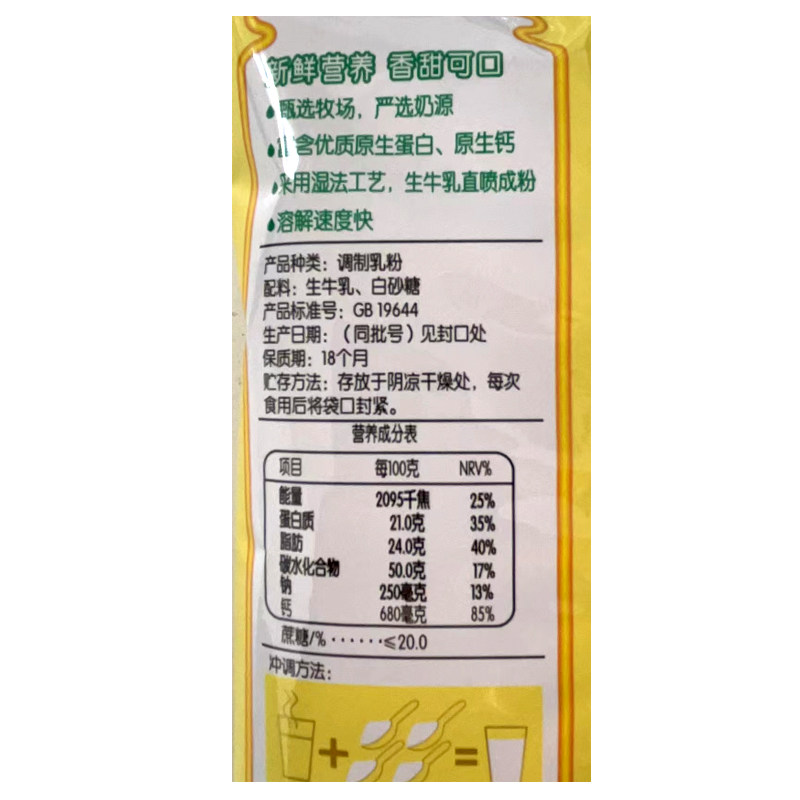 新鲜营养 香甜可口
甄选牧场，严选奶源
富含优质原生蛋白、原生钙
采用湿法工艺，生牛乳直喷成粉
溶解速度快
产品种类：调制乳粉
配料：生牛乳、白砂糖
产品标准号：GB 19644
生产日期：（同批号）见封口处
保质期：18个月
贮存方法：存放于阴凉干燥处，每次
食用后将袋口封紧。
营养成分表
项目 每100克 NRV%
能量 2095千焦 25%
蛋白质 21.0克 35%
脂肪 24.0克 40%
碳水化合物 50.0克 17%
钠 250毫克 13%
钙 680毫克 85%
蔗糖/%······≤20.0
冲调方法：
+ =